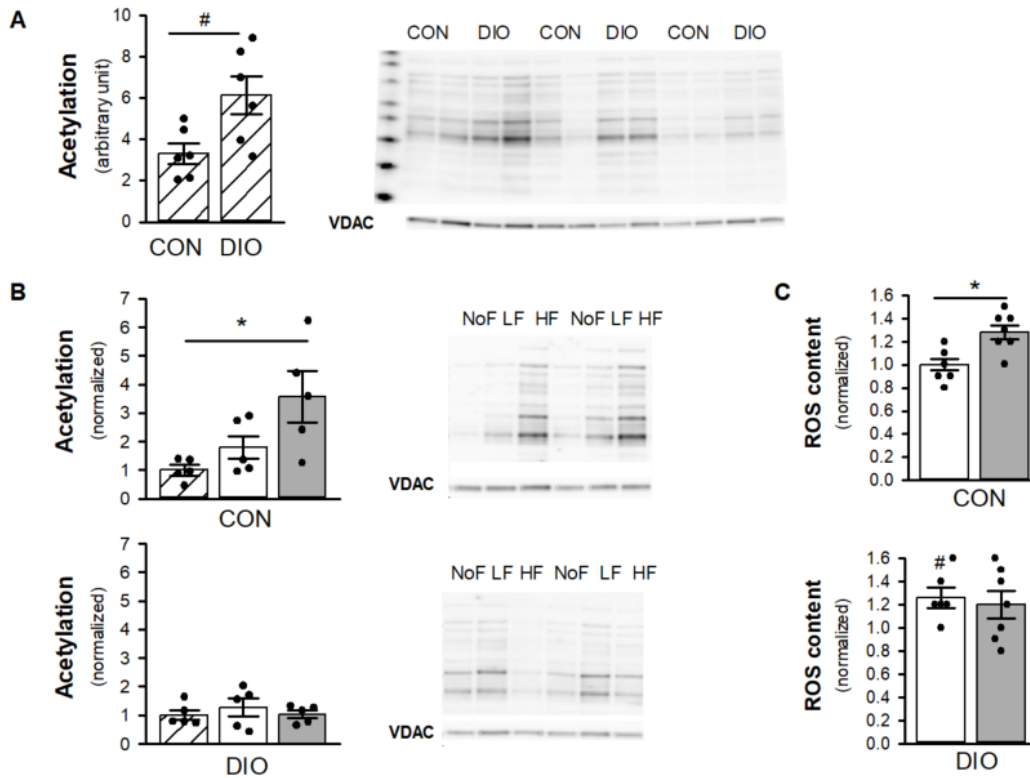 A
Acetylation
(arbitrary unit)
10
8
6
4
2
0
#
CON DIO
CON DIO CON DIO CON DIO
VDAC
B
Acetylation
(normalized)
7
6
5
4
3
2
1
0
*
CON
NoF LF HF NoF LF HF
VDAC
Acetylation
(normalized)
7
6
5
4
3
2
1
0
DIO
NoF LF HF NoF LF HF
VDAC
C
ROS content
(normalized)
1.6
1.4
1.2
1.0
0.8
0.6
0.4
0.2
0.0
*
CON
ROS content
(normalized)
1.6
1.4
1.2
1.0
0.8
0.6
0.4
0.2
0.0
#
DIO